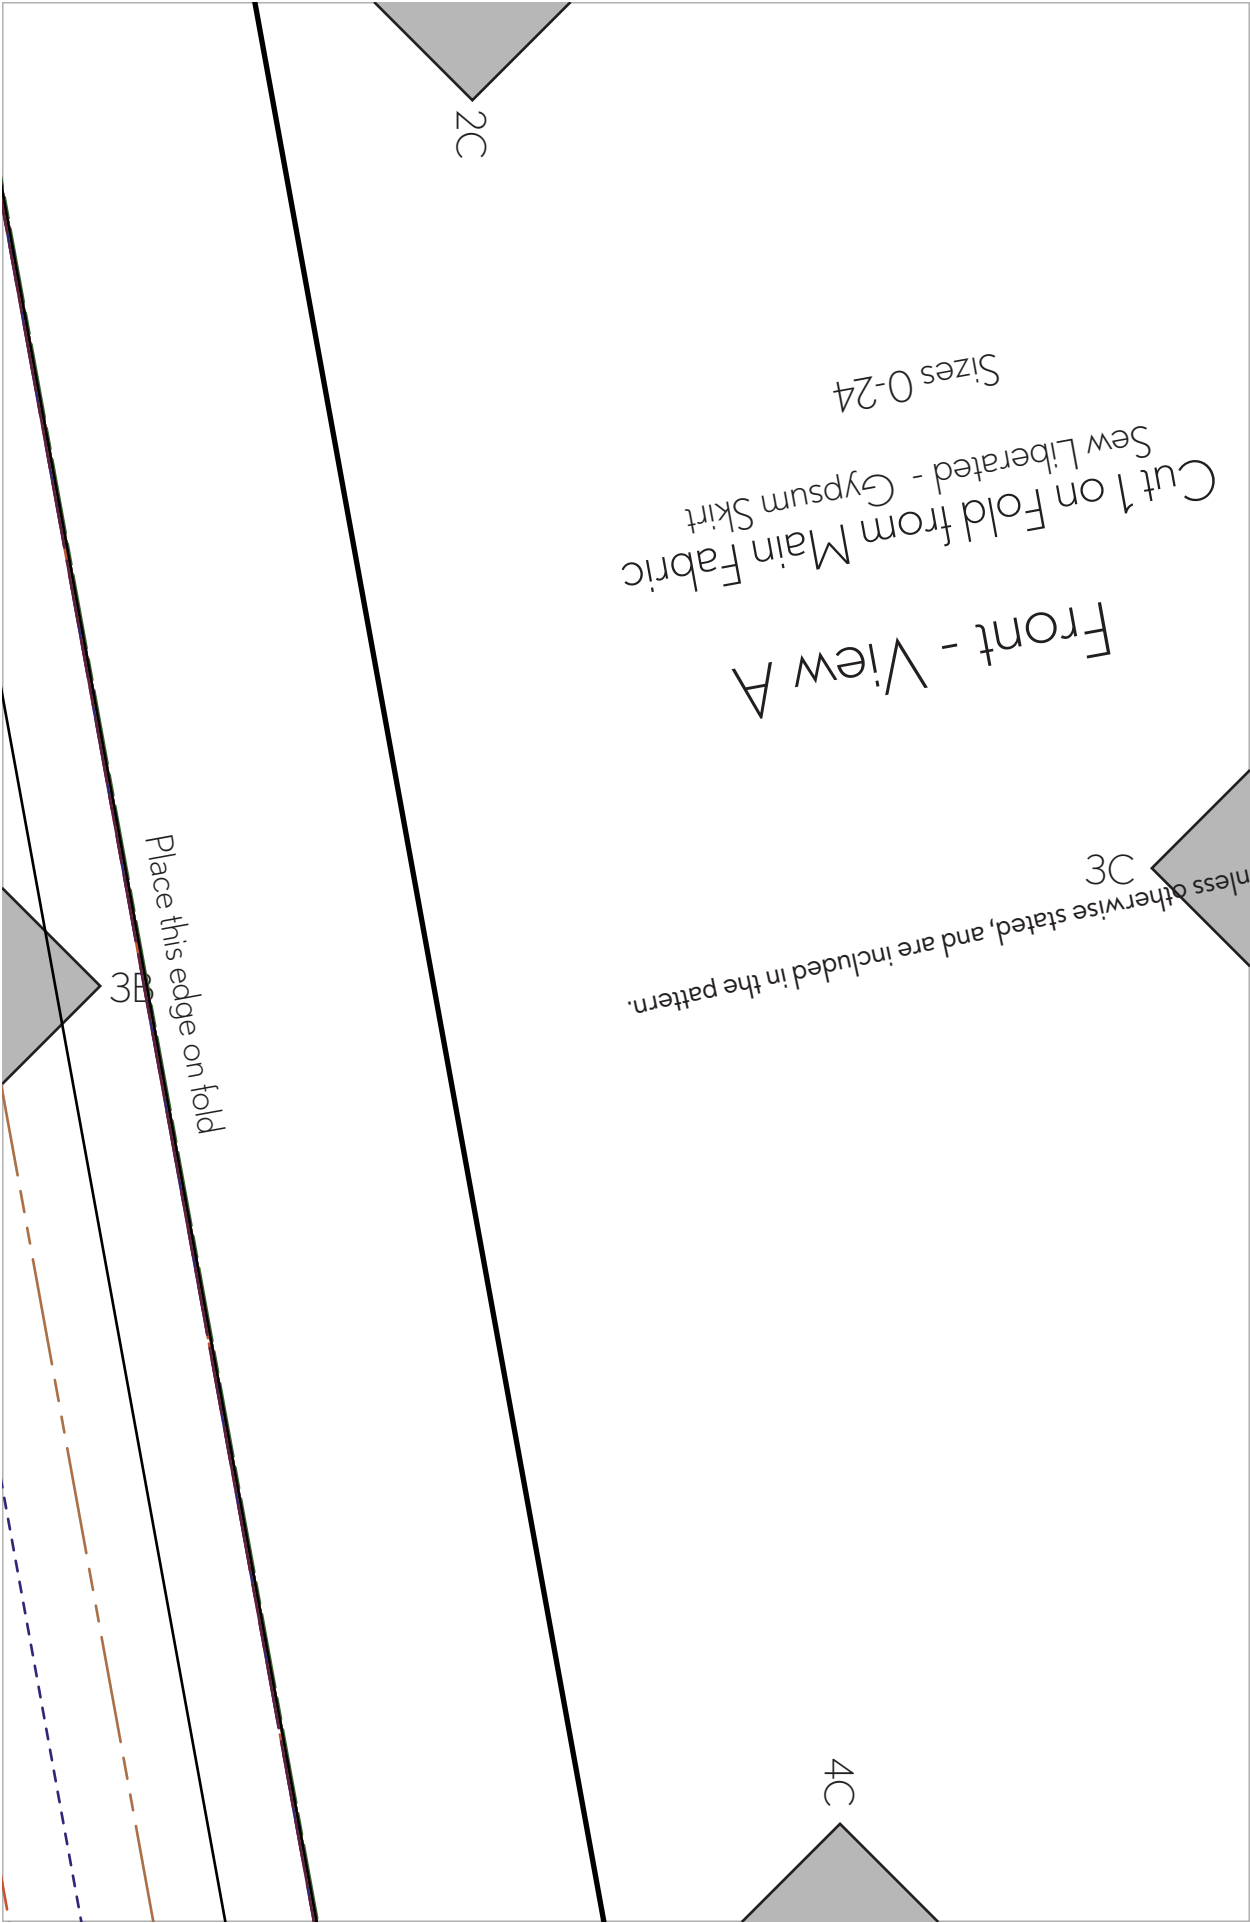 2C
Front - View A
Cut 1 on Fold from Main Fabric
Sew Liberated - Gypsum Skirt
Sizes 0-24
3C
otherwise stated, and are included in the pattern.
3B
Place this edge on fold
4C